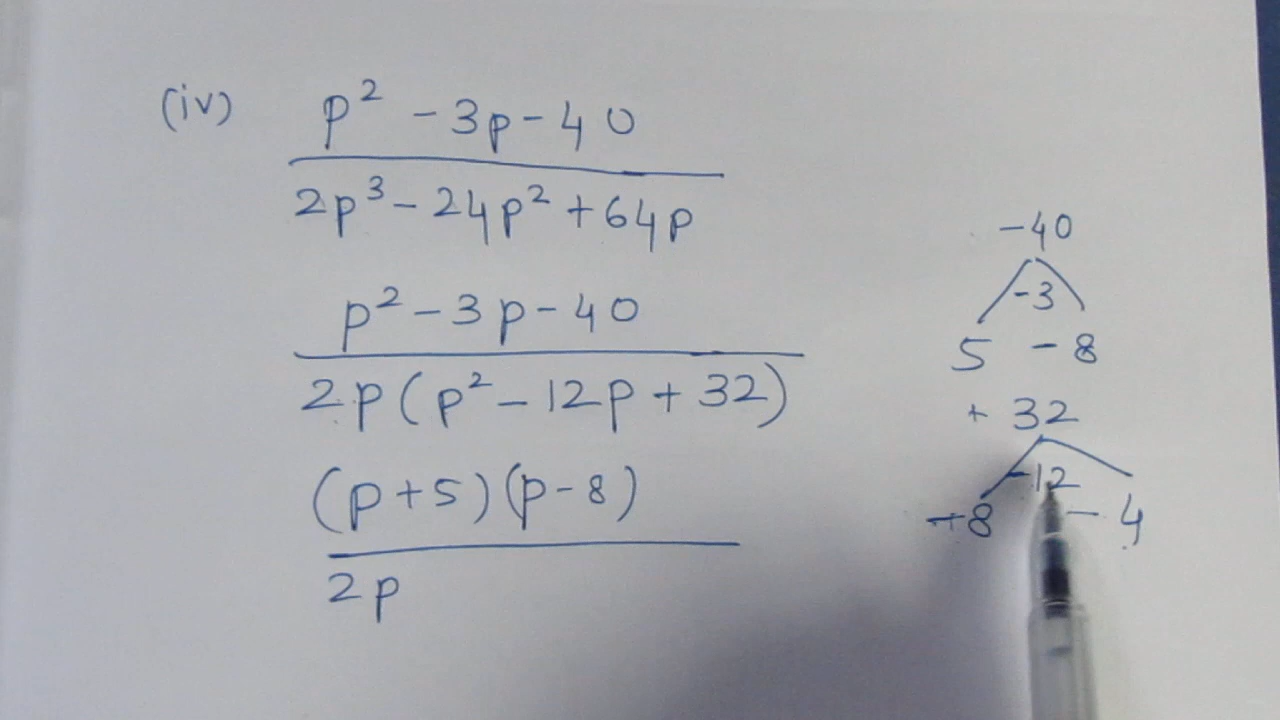 (iv) p² - 3p - 40
2p³ - 24p² + 64p
p² - 3p - 40
2p (p² - 12p + 32)
(p+5) (p-8)
2p
-40
-3
5 -8
+ 32
-12
-8 - 4